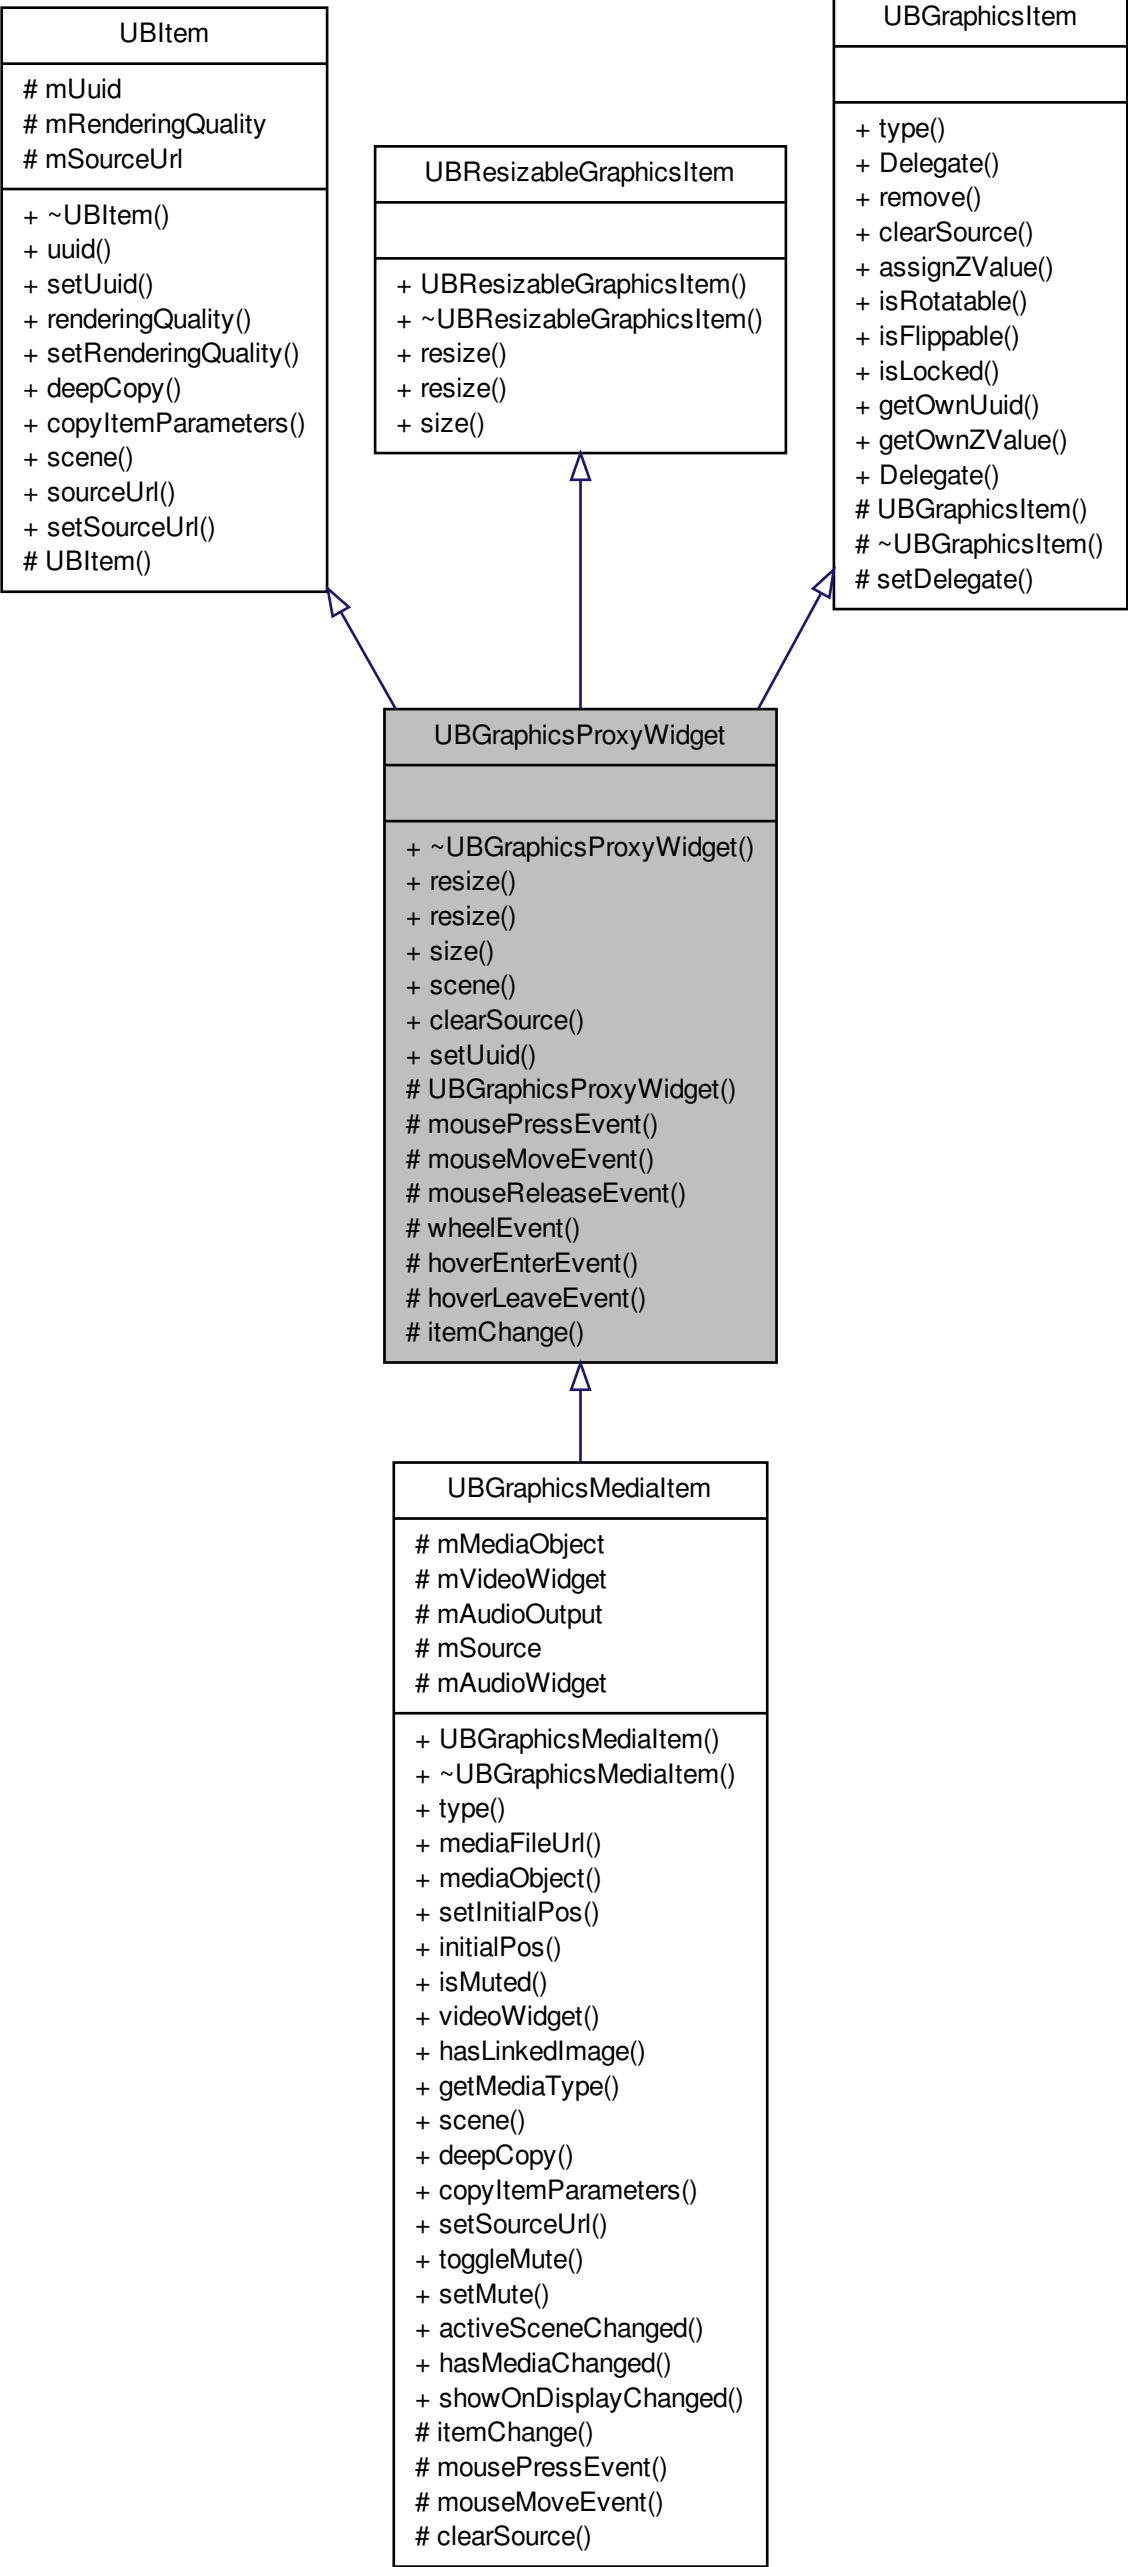 UBItem
# mUuid
# mRenderingQuality
# mSourceUrl
+ ~UBItem()
+ uuid()
+ setUuid()
+ renderingQuality()
+ setRenderingQuality()
+ deepCopy()
+ copyItemParameters()
+ scene()
+ sourceUrl()
+ setSourceUrl()
# UBItem()
UBResizableGraphicsItem
+ UBResizableGraphicsItem()
+ ~UBResizableGraphicsItem()
+ resize()
+ resize()
+ size()
UBGraphicsItem
+ type()
+ Delegate()
+ remove()
+ clearSource()
+ assignZValue()
+ isRotatable()
+ isFlippable()
+ isLocked()
+ getOwnUuid()
+ getOwnZValue()
+ Delegate()
# UBGraphicsItem()
# ~UBGraphicsItem()
# setDelegate()
UBGraphicsProxyWidget
+ ~UBGraphicsProxyWidget()
+ resize()
+ resize()
+ size()
+ scene()
+ clearSource()
+ setUuid()
# UBGraphicsProxyWidget()
# mousePressEvent()
# mouseMoveEvent()
# mouseReleaseEvent()
# wheelEvent()
# hoverEnterEvent()
# hoverLeaveEvent()
# itemChange()
UBGraphicsMediaItem
# mMediaObject
# mVideoWidget
# mAudioOutput
# mSource
# mAudioWidget
+ UBGraphicsMediaItem()
+ ~UBGraphicsMediaItem()
+ type()
+ mediaFileUrl()
+ mediaObject()
+ setInitialPos()
+ initialPos()
+ isMuted()
+ videoWidget()
+ hasLinkedImage()
+ getMediaType()
+ scene()
+ deepCopy()
+ copyItemParameters()
+ setSourceUrl()
+ toggleMute()
+ setMute()
+ activeSceneChanged()
+ hasMediaChanged()
+ showOnDisplayChanged()
# itemChange()
# mousePressEvent()
# mouseMoveEvent()
# clearSource()